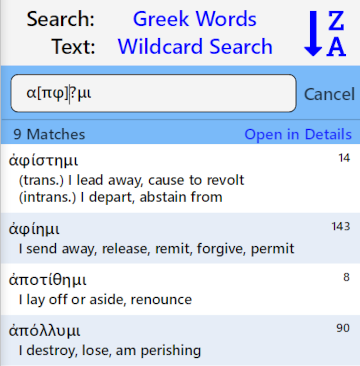 Search: Greek Words
Text: Wildcard Search
Z
A
α[πφ]?μι
Cancel
9 Matches Open in Details
ἀφίστημι 14
(trans.) I lead away, cause to revolt
(intrans.) I depart, abstain from
ἀφίημι 143
I send away, release, remit, forgive, permit
ἀποτίθημι 8
I lay off or aside, renounce
ἀπόλλυμι 90
I destroy, lose, am perishing